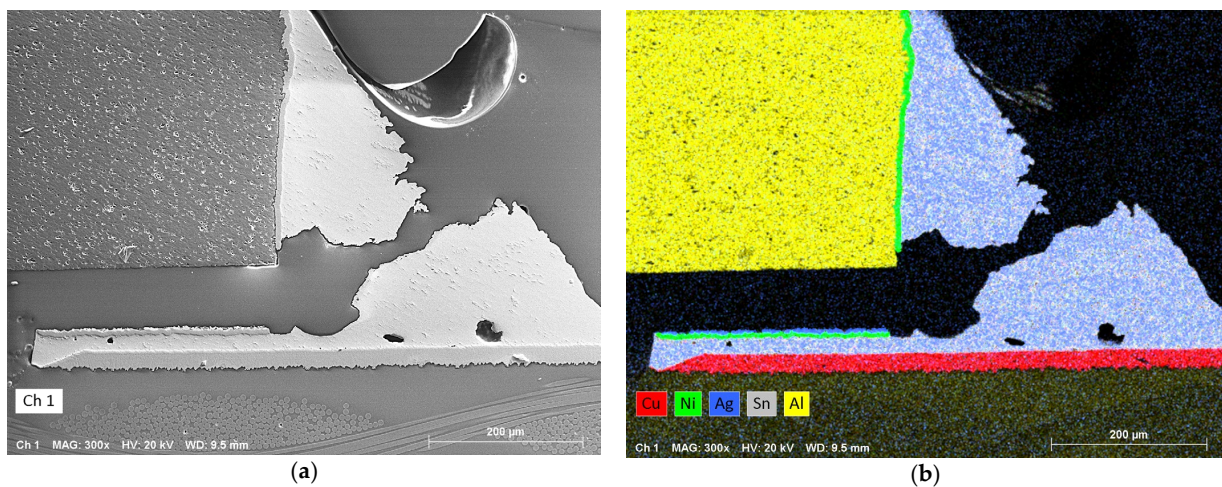 Ch 1
Ch 1 MAG: 300x HV: 20 kV WD: 9.5 mm
200 µm
(a)
Cu Ni Ag Sn Al
Ch 1 MAG: 300x HV: 20 kV WD: 9.5 mm
200 µm
(b)